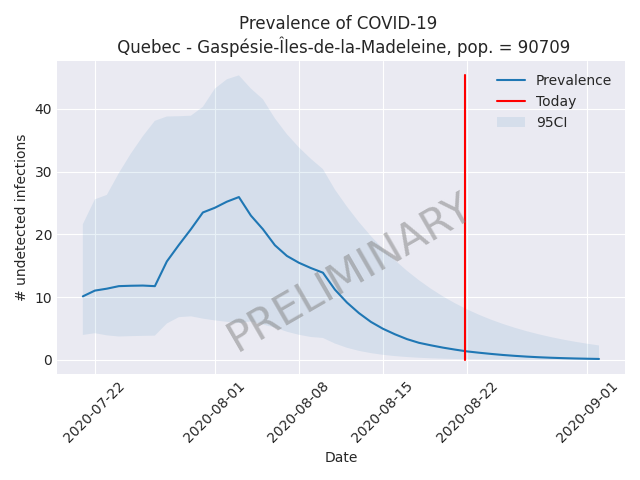 Prevalence of COVID-19
Quebec - Gaspésie-Îles-de-la-Madeleine, pop. = 90709
Prevalence
Today
95CI
# undetected infections
40
30
20
10
0
PRELIMINARY
2020-07-22
2020-08-01
2020-08-08
2020-08-15
2020-08-22
2020-09-01
Date